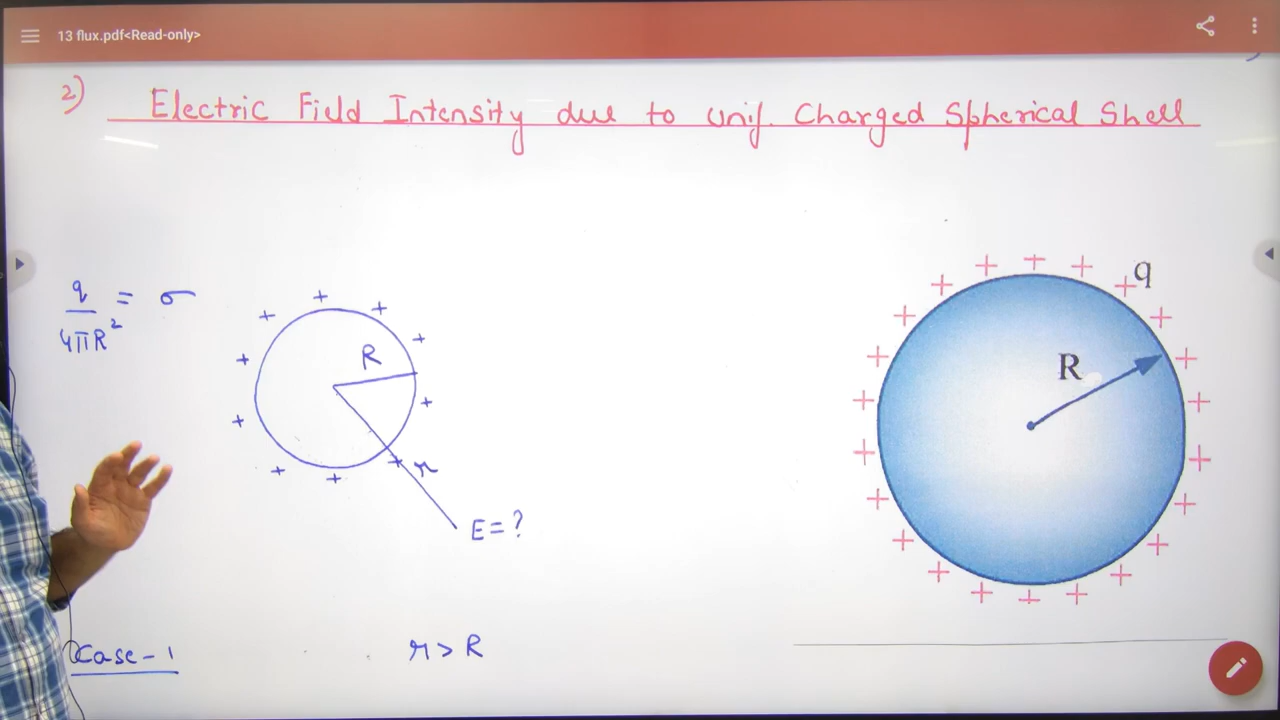 13 flux.pdf<Read-only>
2) Electric Field Intensity due to unif. Charged Spherical Shell
q/4πR² = σ
+ + + + + + + + + + +
R
r
E = ?
q
R
+ + + + + + + + + + + + + + + + + + + + + + + +
Case-1 r > R